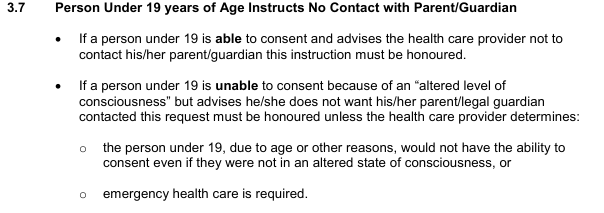 3.7 Person Under 19 years of Age Instructs No Contact with Parent/Guardian
• If a person under 19 is able to consent and advises the health care provider not to
contact his/her parent/guardian this instruction must be honoured.
• If a person under 19 is unable to consent because of an “altered level of
consciousness” but advises he/she does not want his/her parent/legal guardian
contacted this request must be honoured unless the health care provider determines:
○ the person under 19, due to age or other reasons, would not have the ability to
consent even if they were not in an altered state of consciousness, or
○ emergency health care is required.